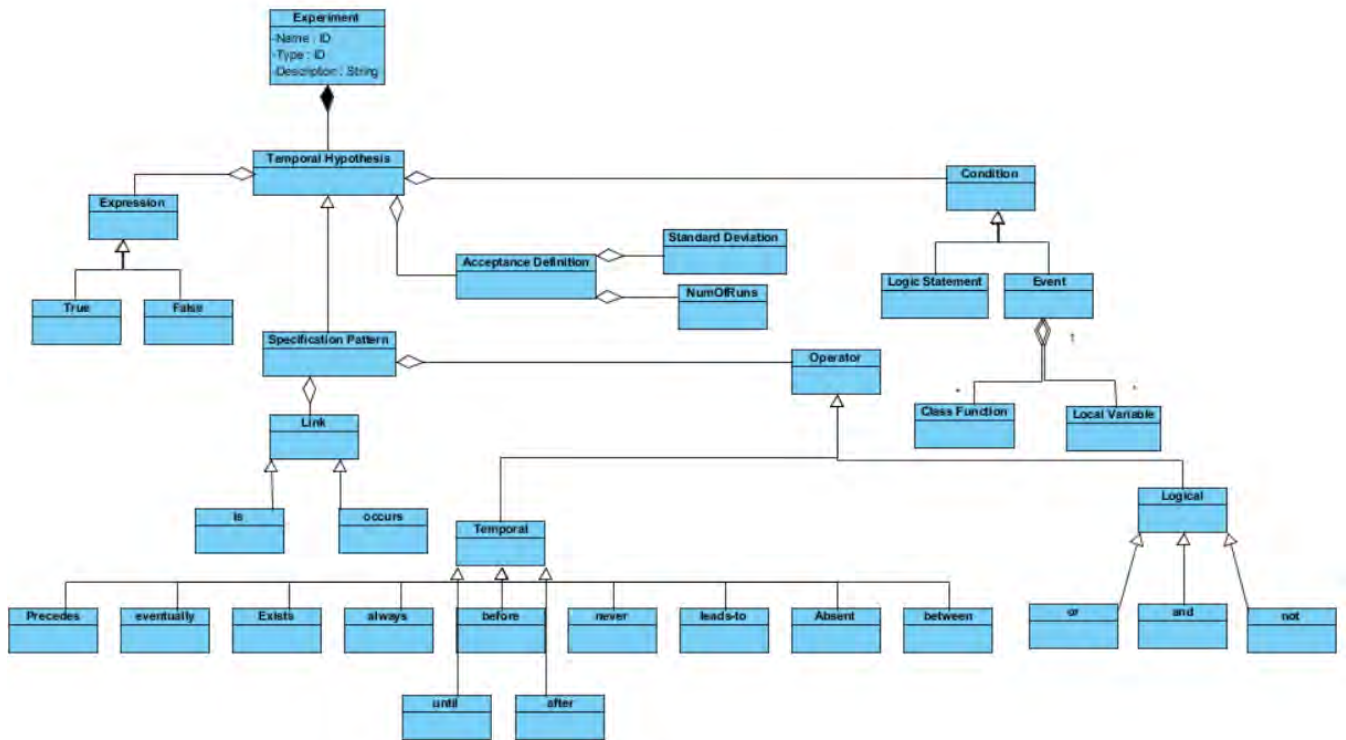 Experiment
-Name : ID
-Type : ID
-Description : String
Temporal Hypothesis
Condition
Expression
Standard Deviation
Acceptance Definition
Logic Statement
Event
NumOfRuns
True
False
1
Specification Pattern
Operator
*
*
Class Function
Local Variable
Link
Logical
is
occurs
Temporal
Precedes
eventually
Exists
always
before
never
leads-to
Absent
between
or
and
not
until
after